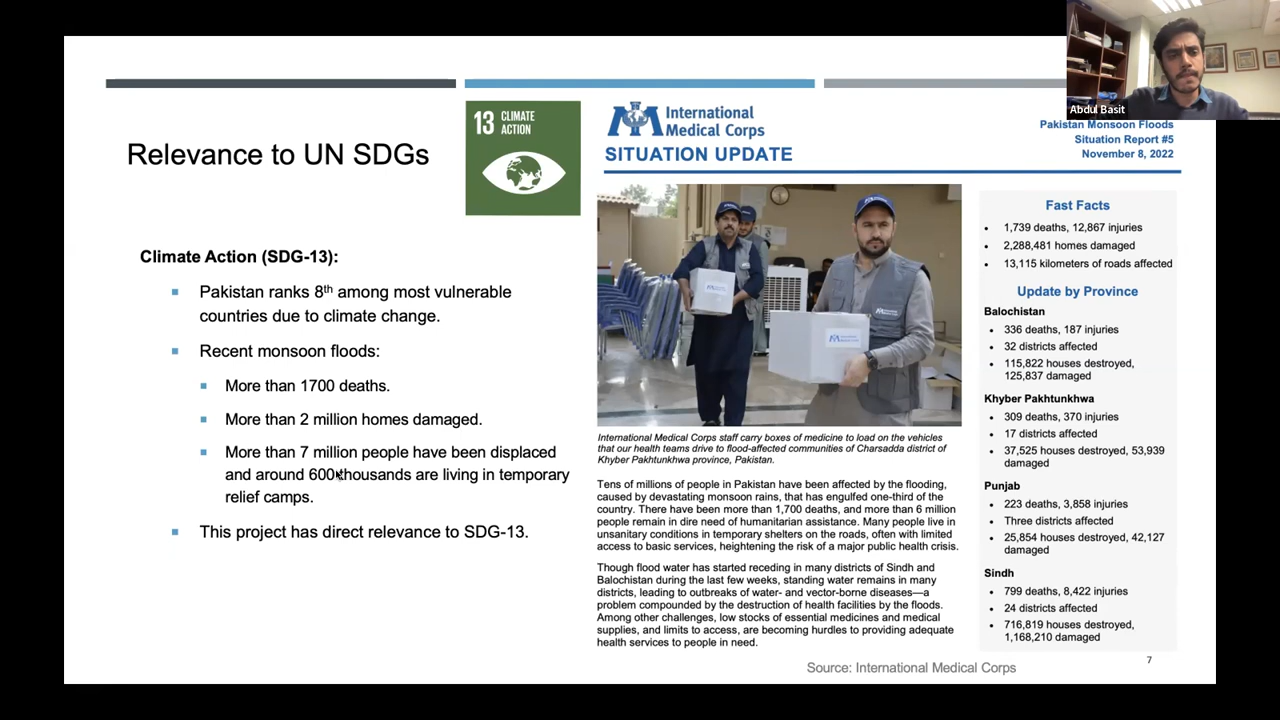 Abdul Basit
Relevance to UN SDGs
13 CLIMATE
ACTION
Climate Action (SDG-13):
Pakistan ranks 8th among most vulnerable
countries due to climate change.
Recent monsoon floods:
More than 1700 deaths.
More than 2 million homes damaged.
More than 7 million people have been displaced
and around 600 thousands are living in temporary
relief camps.
This project has direct relevance to SDG-13.
International
Medical Corps
SITUATION UPDATE
Pakistan Monsoon Floods
Situation Report #5
November 8, 2022
International Medical Corps staff carry boxes of medicine to load on the vehicles
that our health teams drive to flood-affected communities of Charsadda district of
Khyber Pakhtunkhwa province, Pakistan.
Tens of millions of people in Pakistan have been affected by the flooding,
caused by devastating monsoon rains, that has engulfed one-third of the
country. There have been more than 1,700 deaths, and more than 6 million
people remain in dire need of humanitarian assistance. Many people live in
unsanitary conditions in temporary shelters on the roads, often with limited
access to basic services, heightening the risk of a major public health crisis.
Though flood water has started receding in many districts of Sindh and
Balochistan during the last few weeks, standing water remains in many
districts, leading to outbreaks of water- and vector-borne diseases—a
problem compounded by the destruction of health facilities by the floods.
Among other challenges, low stocks of essential medicines and medical
supplies, and limits to access, are becoming hurdles to providing adequate
health services to people in need.
Fast Facts
1,739 deaths, 12,867 injuries
2,288,481 homes damaged
13,115 kilometers of roads affected
Update by Province
Balochistan
336 deaths, 187 injuries
32 districts affected
115,822 houses destroyed,
125,837 damaged
Khyber Pakhtunkhwa
309 deaths, 370 injuries
17 districts affected
37,525 houses destroyed, 53,939
damaged
Punjab
223 deaths, 3,858 injuries
Three districts affected
25,854 houses destroyed, 42,127
damaged
Sindh
799 deaths, 8,422 injuries
24 districts affected
716,819 houses destroyed,
1,168,210 damaged
Source: International Medical Corps
7